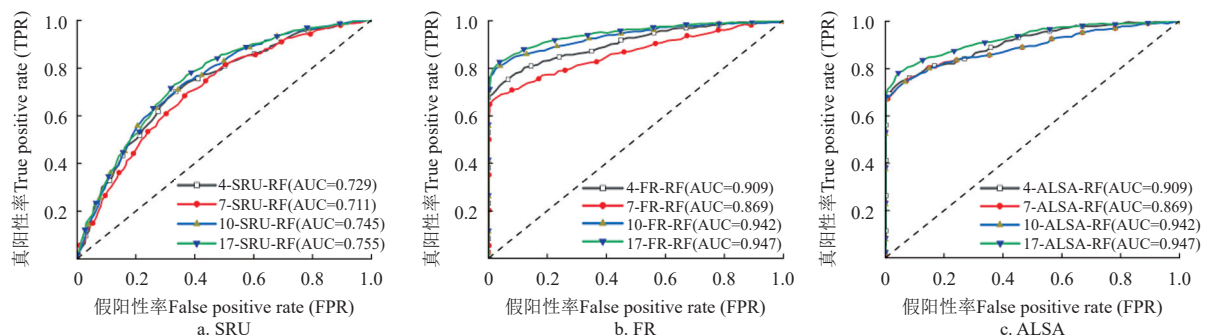 真阳性率True positive rate (TPR)
1.0
0.8
0.6
0.4
0.2
4-SRU-RF(AUC=0.729)
7-SRU-RF(AUC=0.711)
10-SRU-RF(AUC=0.745)
17-SRU-RF(AUC=0.755)
0
0.2
0.4
0.6
0.8
1.0
假阳性率False positive rate (FPR)
a. SRU
真阳性率True positive rate (TPR)
1.0
0.8
0.6
0.4
0.2
4-FR-RF(AUC=0.909)
7-FR-RF(AUC=0.869)
10-FR-RF(AUC=0.942)
17-FR-RF(AUC=0.947)
0
0.2
0.4
0.6
0.8
1.0
假阳性率False positive rate (FPR)
b. FR
真阳性率True positive rate (TPR)
1.0
0.8
0.6
0.4
0.2
4-ALSA-RF(AUC=0.909)
7-ALSA-RF(AUC=0.869)
10-ALSA-RF(AUC=0.942)
17-ALSA-RF(AUC=0.947)
0
0.2
0.4
0.6
0.8
1.0
假阳性率False positive rate (FPR)
c. ALSA